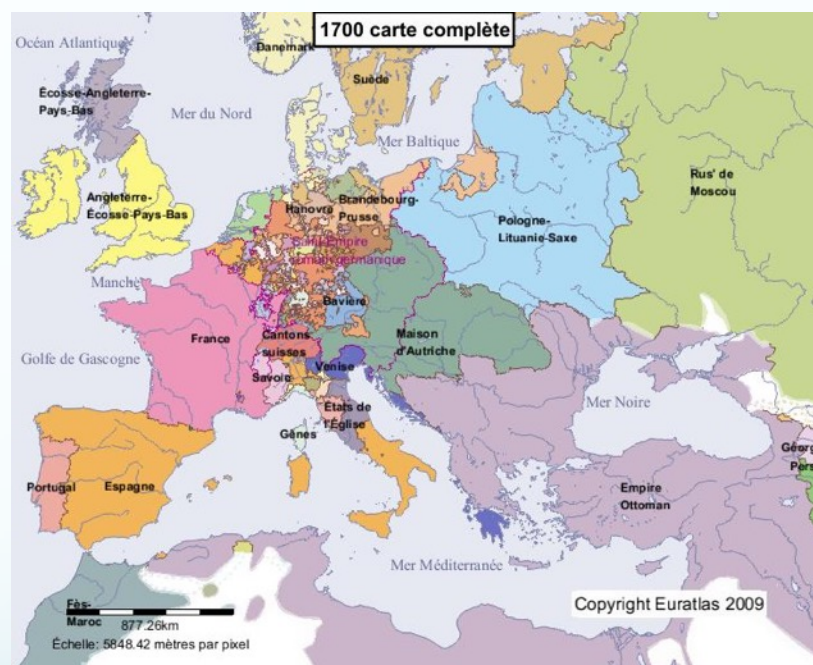 1700 carte complète
Océan Atlantique
Danemark
Suède
Écosse-Angleterre-
Pays-Bas
Mer du Nord
Mer Baltique
Rus' de
Moscou
Angleterre-
Écosse-Pays-Bas
Hanovre
Brandebourg-
Prusse
Pologne-
Lituanie-Saxe
Saint-Empire
romain germanique
Manche
Bavière
France
Cantons
suisses
Maison
d'Autriche
Golfe de Gascogne
Savoie
Venise
Mer Noire
États de
l'Église
Gênes
Géorg
Pers
Portugal
Espagne
Empire
Ottoman
Mer Méditerranée
Fès-
Maroc
877.26km
Copyright Euratlas 2009
Échelle: 5848.42 mètres par pixel